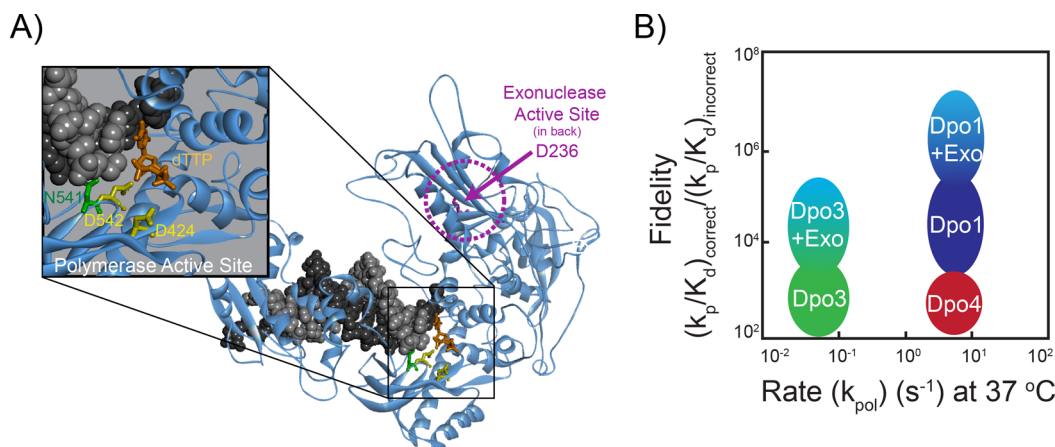 A)
Exonuclease
Active Site
(in back)
D236
dTTP
N541
D542
D424
Polymerase Active Site
B)
Fidelity
(kp/Kd)correct/(kp/Kd)incorrect
10⁸
10⁶
10⁴
10²
Dpo1
+Exo
Dpo3
+Exo
Dpo1
Dpo3
Dpo4
10⁻²
10⁻¹
10⁰
10¹
10²
Rate (kpol) (s⁻¹) at 37 °C